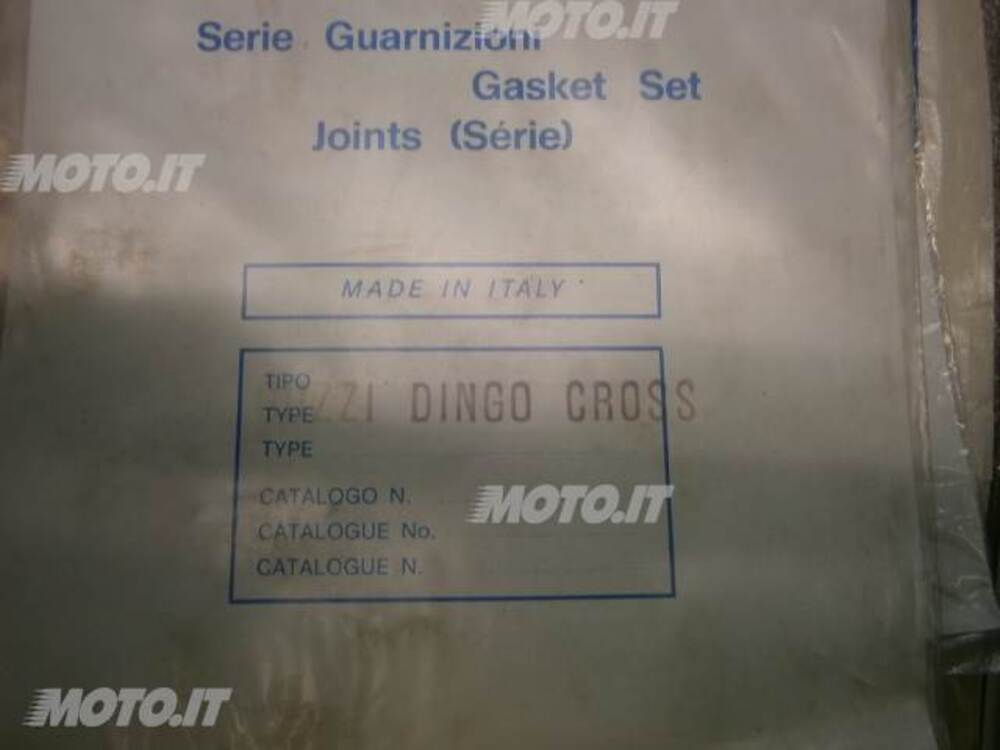 MOTO.IT
Serie Guarnizioni
Gasket Set
Joints (Série)
MOTO.IT
MADE IN ITALY
TIPO
TYPE ZZI DINGO CROSS
TYPE
CATALOGO N.
MOTO.IT
CATALOGUE No.
CATALOGUE N.
MOTO.IT